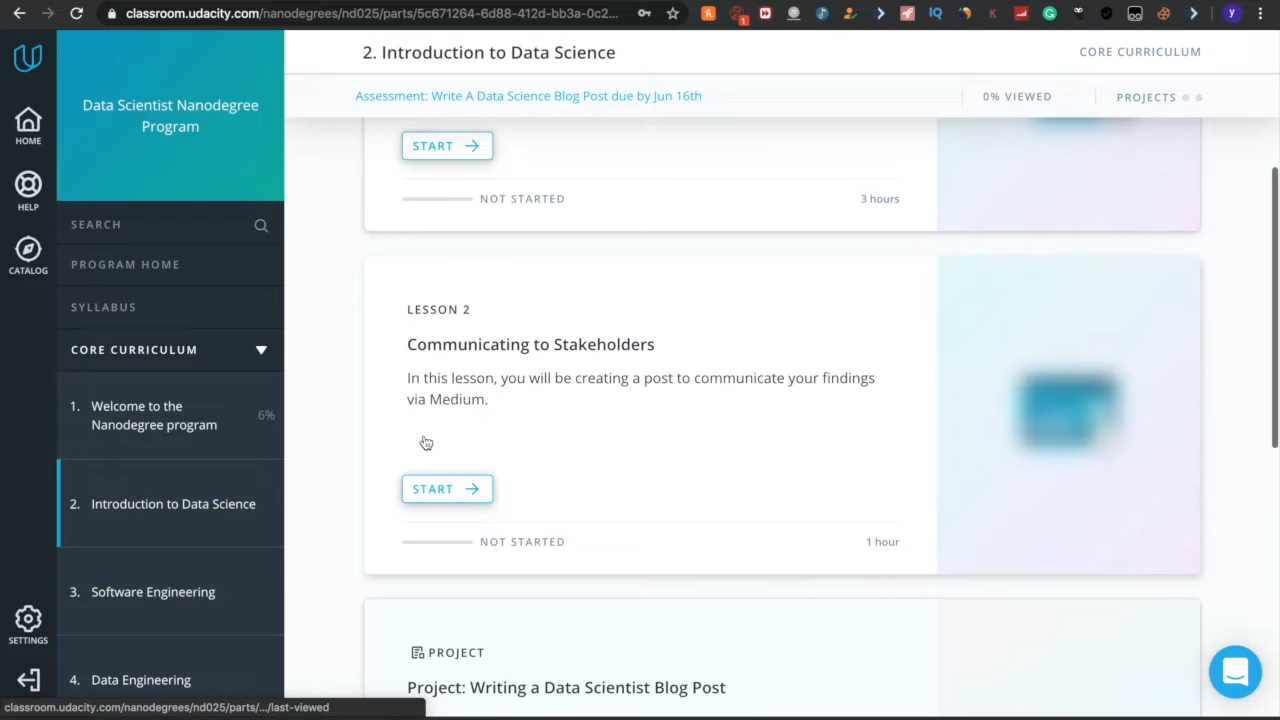 classroom.udacity.com/nanodegrees/nd025/parts/5c671264-6d88-412d-bb3a-0c2...
1
y
HOME
HELP
CATALOG
SETTINGS
Data Scientist Nanodegree
Program
SEARCH
PROGRAM HOME
SYLLABUS
CORE CURRICULUM
1. Welcome to the
Nanodegree program
6%
2. Introduction to Data Science
3. Software Engineering
4. Data Engineering
2. Introduction to Data Science
CORE CURRICULUM
Assessment: Write A Data Science Blog Post due by Jun 16th
0% VIEWED
PROJECTS
START
NOT STARTED
3 hours
LESSON 2
Communicating to Stakeholders
In this lesson, you will be creating a post to communicate your findings
via Medium.
START
NOT STARTED
1 hour
PROJECT
Project: Writing a Data Scientist Blog Post
classroom.udacity.com/nanodegrees/nd025/parts/.../last-viewed